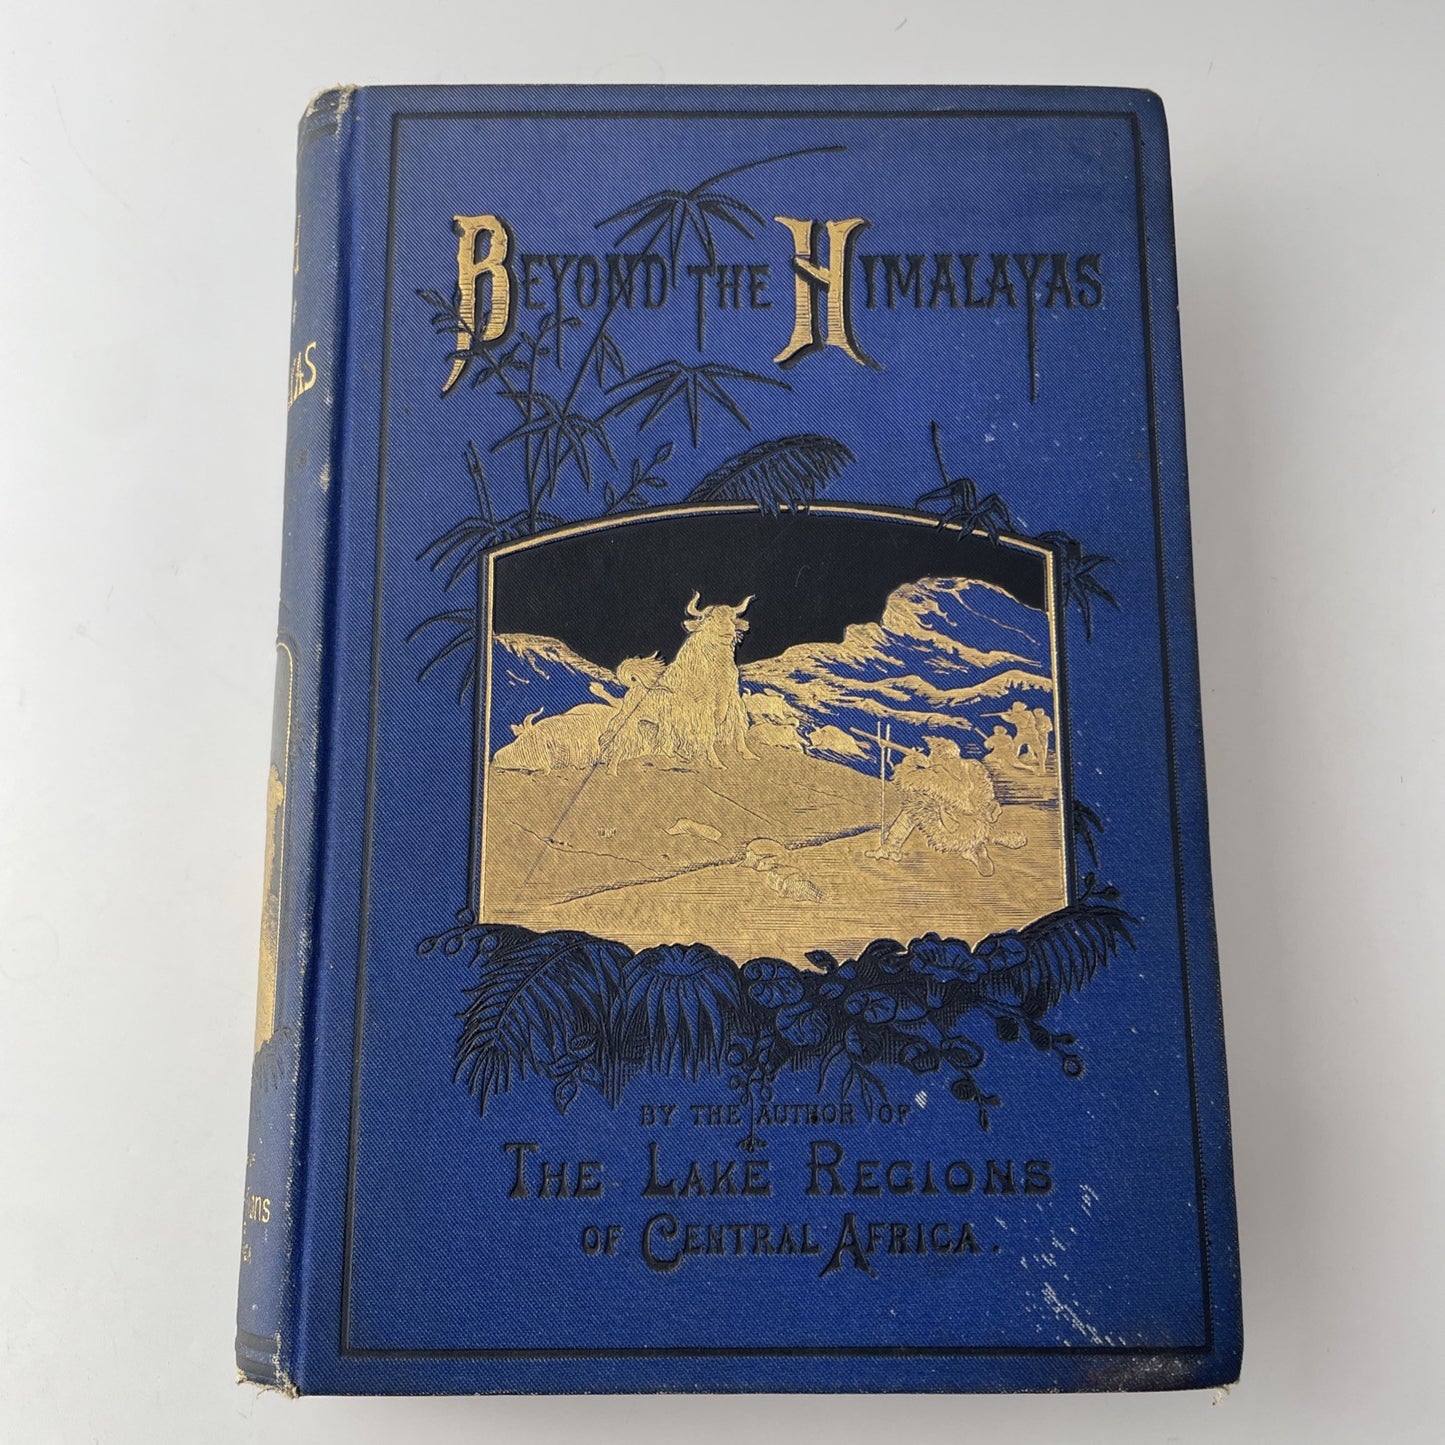 BEYOND THE HIMALAYAS
BY THE AUTHOR OF
THE LAKE REGIONS
OF CENTRAL AFRICA.